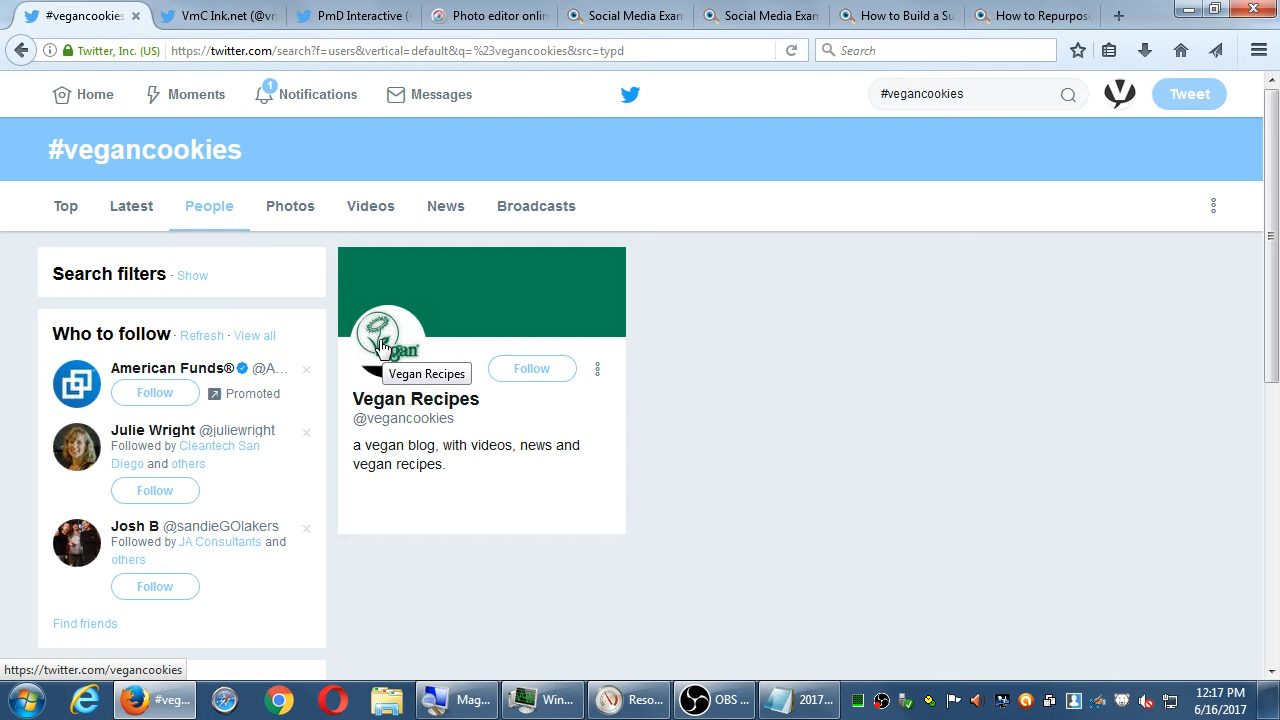 #vegancookies
VmC Ink.net (@vn
PmD Interactive (
Photo editor onlin
Social Media Exam
Social Media Exam
How to Build a Su
How to Repurpos
Twitter, Inc. (US)
https://twitter.com/search?f=users&vertical=default&q=%23vegancookies&src=typd
Search
Home
Moments
1
Notifications
Messages
#vegancookies
Tweet
#vegancookies
Top
Latest
People
Photos
Videos
News
Broadcasts
Search filters · Show
Who to follow · Refresh · View all
American Funds® @A...
Follow
Promoted
Julie Wright @juliewright
Followed by Cleantech San
Diego and others
Follow
Josh B @sandieGOlakers
Followed by JA Consultants and
others
Follow
Find friends
Vegan Recipes
Follow
Vegan Recipes
@vegancookies
a vegan blog, with videos, news and
vegan recipes.
https://twitter.com/vegancookies
#veg...
Mag...
Win...
Reso...
OBS ...
2017...
12:17 PM
6/16/2017